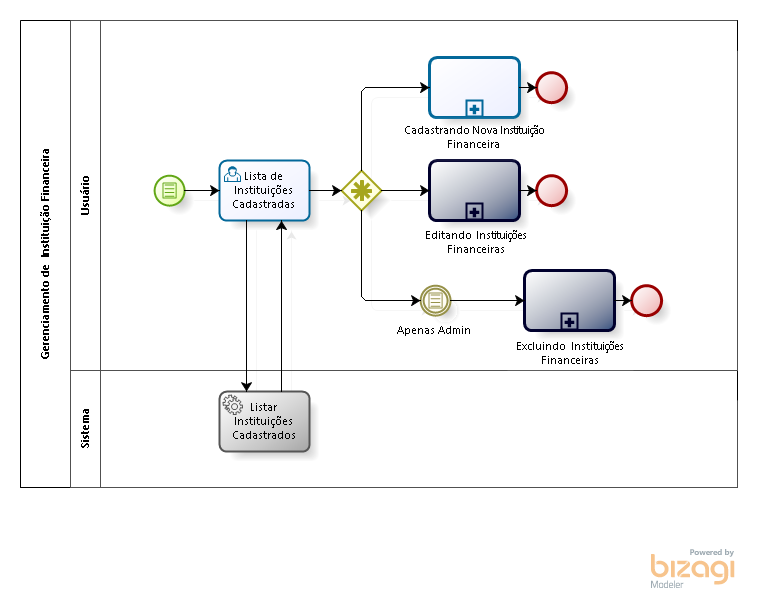 Gerenciamento de Instituição Financeira
Usuário
Lista de
Instituições
Cadastradas
Cadastrando Nova Instituição
Financeira
Editando Instituições
Financeiras
Apenas Admin
Excluindo Instituições
Financeiras
Sistema
Listar
Instituições
Cadastrados
Powered by
bizagi
Modeler